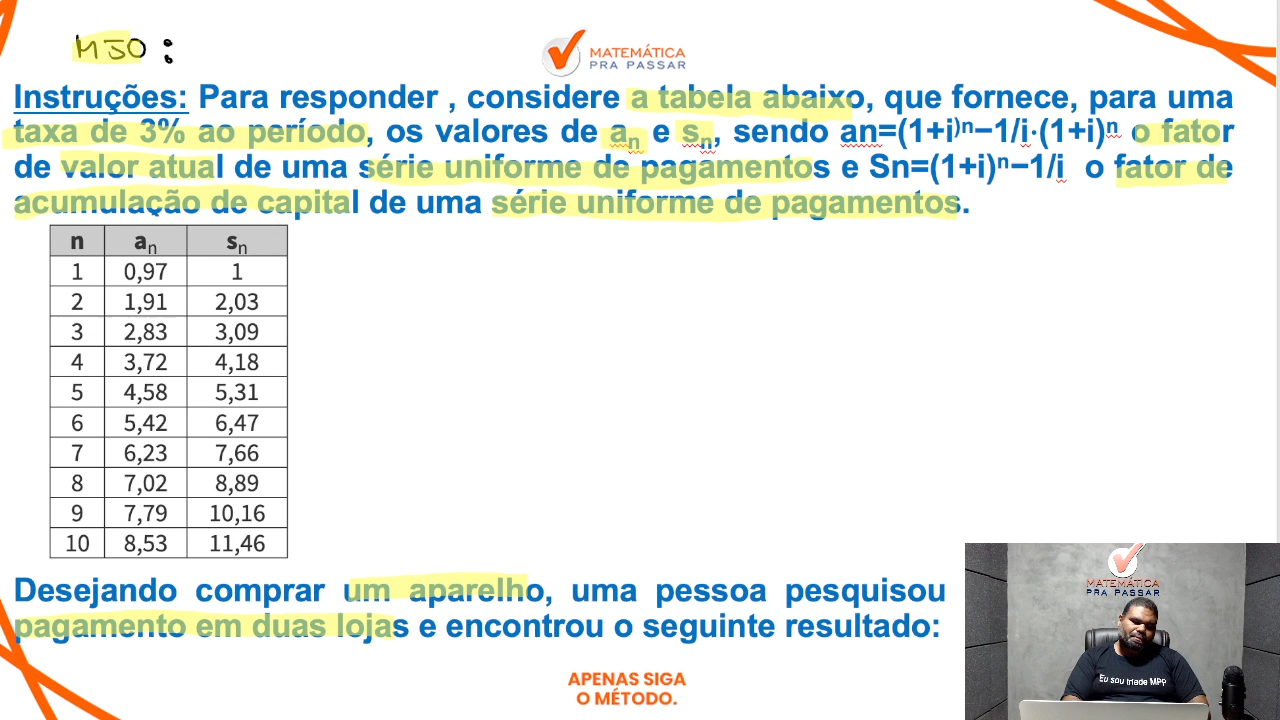 MJO:
MATEMÁTICA
PRA PASSAR
Instruções: Para responder , considere a tabela abaixo, que fornece, para uma
taxa de 3% ao período, os valores de an e sn, sendo an=(1+i)n−1/i·(1+i)n o fator
de valor atual de uma série uniforme de pagamentos e Sn=(1+i)n−1/i o fator de
acumulação de capital de uma série uniforme de pagamentos.
n an sn
1 0,97 1
2 1,91 2,03
3 2,83 3,09
4 3,72 4,18
5 4,58 5,31
6 5,42 6,47
7 6,23 7,66
8 7,02 8,89
9 7,79 10,16
10 8,53 11,46
Desejando comprar um aparelho, uma pessoa pesquisou
pagamento em duas lojas e encontrou o seguinte resultado:
MATEMÁTICA
PRA PASSAR
Eu sou tríade MPP
APENAS SIGA
O MÉTODO.